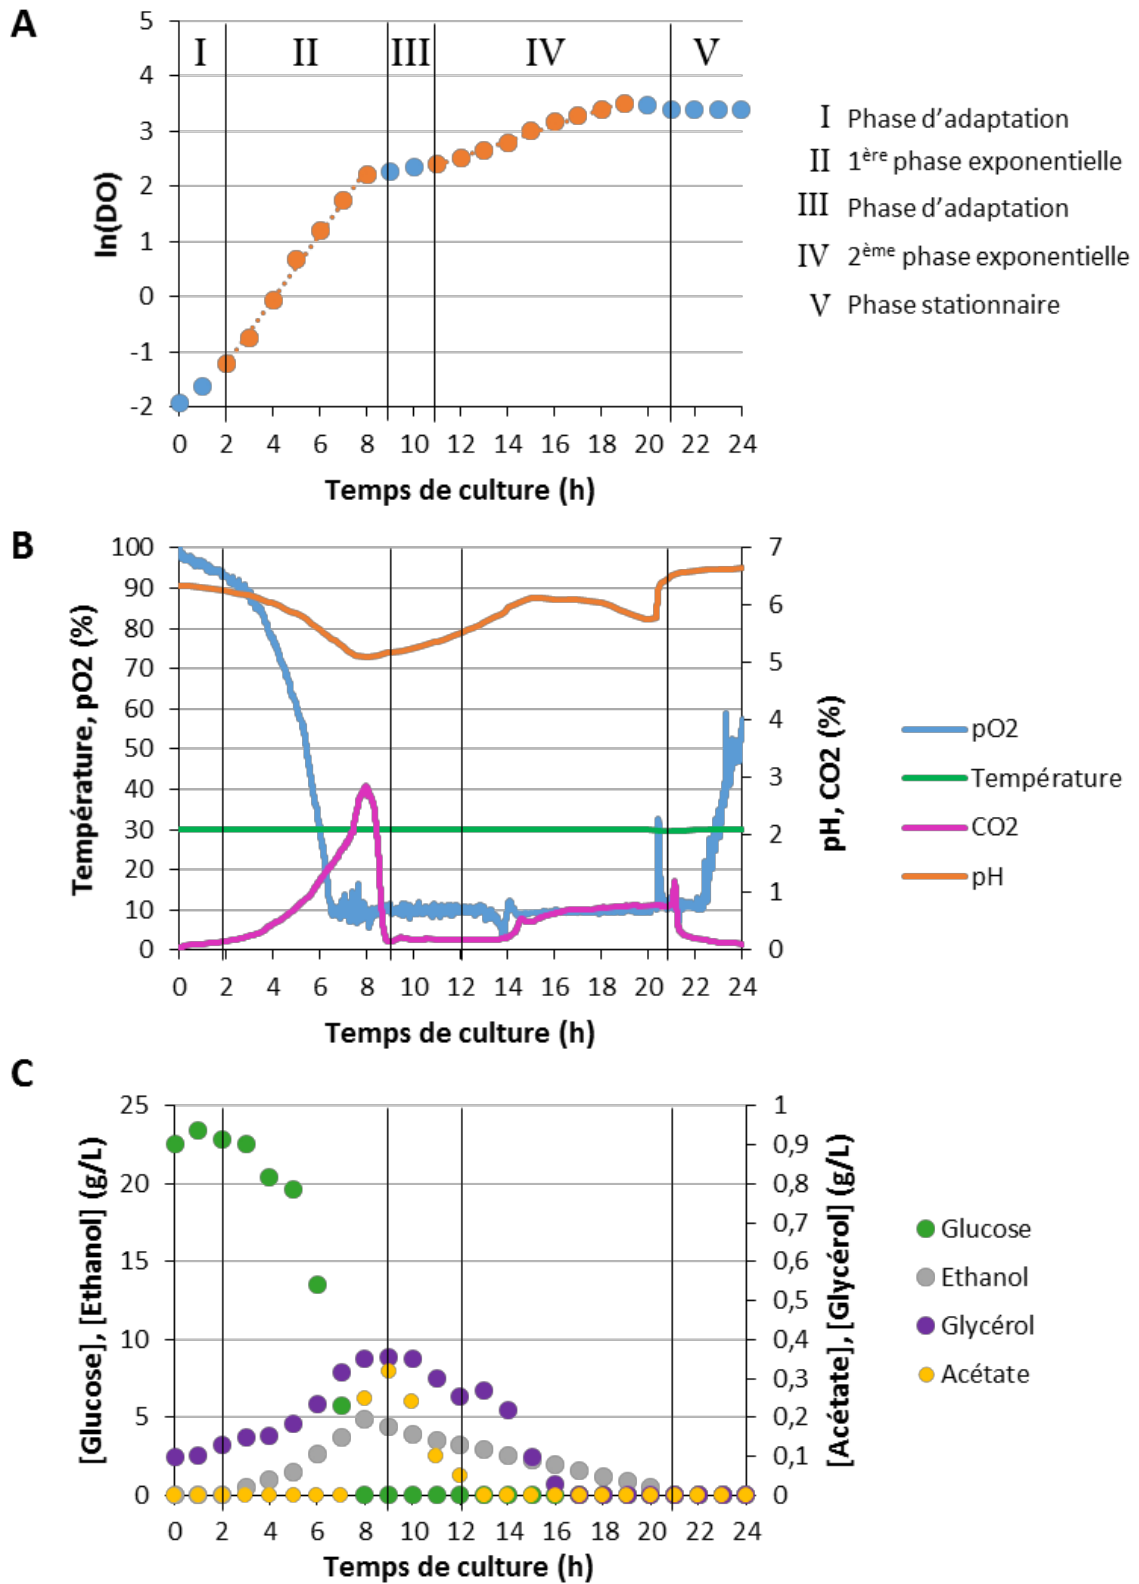 A
5
4
3
2
1
0
-1
-2
ln(DO)
I II III IV V
0 2 4 6 8 10 12 14 16 18 20 22 24
Temps de culture (h)
I Phase d'adaptation
II 1ère phase exponentielle
III Phase d'adaptation
IV 2ème phase exponentielle
V Phase stationnaire
B
100
90
80
70
60
50
40
30
20
10
0
Température, pO2 (%)
7
6
5
4
3
2
1
0
pH, CO2 (%)
0 2 4 6 8 10 12 14 16 18 20 22 24
Temps de culture (h)
pO2
Température
CO2
pH
C
25
20
15
10
5
0
[Glucose], [Ethanol] (g/L)
1
0,9
0,8
0,7
0,6
0,5
0,4
0,3
0,2
0,1
0
[Acétate], [Glycérol] (g/L)
0 2 4 6 8 10 12 14 16 18 20 22 24
Temps de culture (h)
Glucose
Ethanol
Glycérol
Acétate